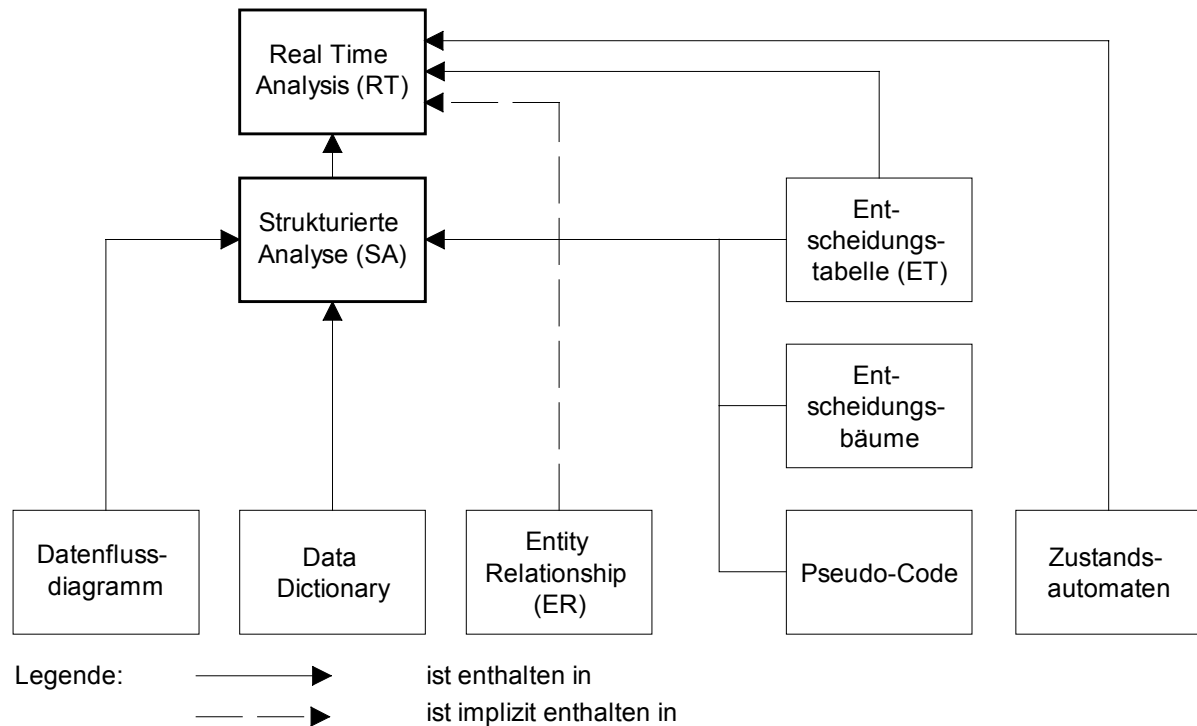 Real Time
Analysis (RT)
Strukturierte
Analyse (SA)
Ent-
scheidungs-
tabelle (ET)
Ent-
scheidungs-
bäume
Datenfluss-
diagramm
Data
Dictionary
Entity
Relationship
(ER)
Pseudo-Code
Zustands-
automaten
Legende:
ist enthalten in
ist implizit enthalten in